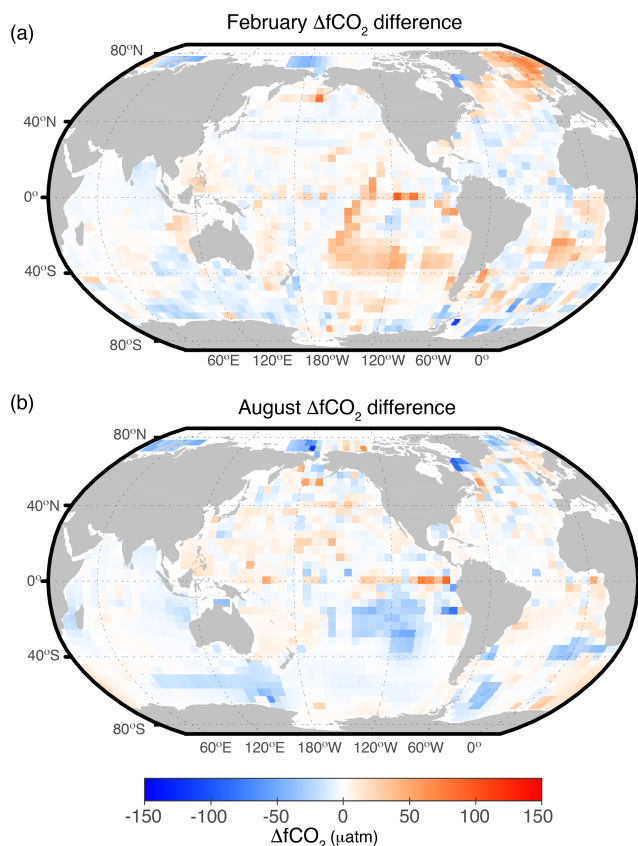 (a)
February ΔfCO₂ difference
80ºN
40ºN
0º
40ºS
80ºS
60ºE 120ºE 180ºW 120ºW 60ºW 0º
(b)
August ΔfCO₂ difference
80ºN
40ºN
0º
40ºS
80ºS
60ºE 120ºE 180ºW 120ºW 60ºW 0º
-150 -100 -50 0 50 100 150
ΔfCO₂ (µatm)